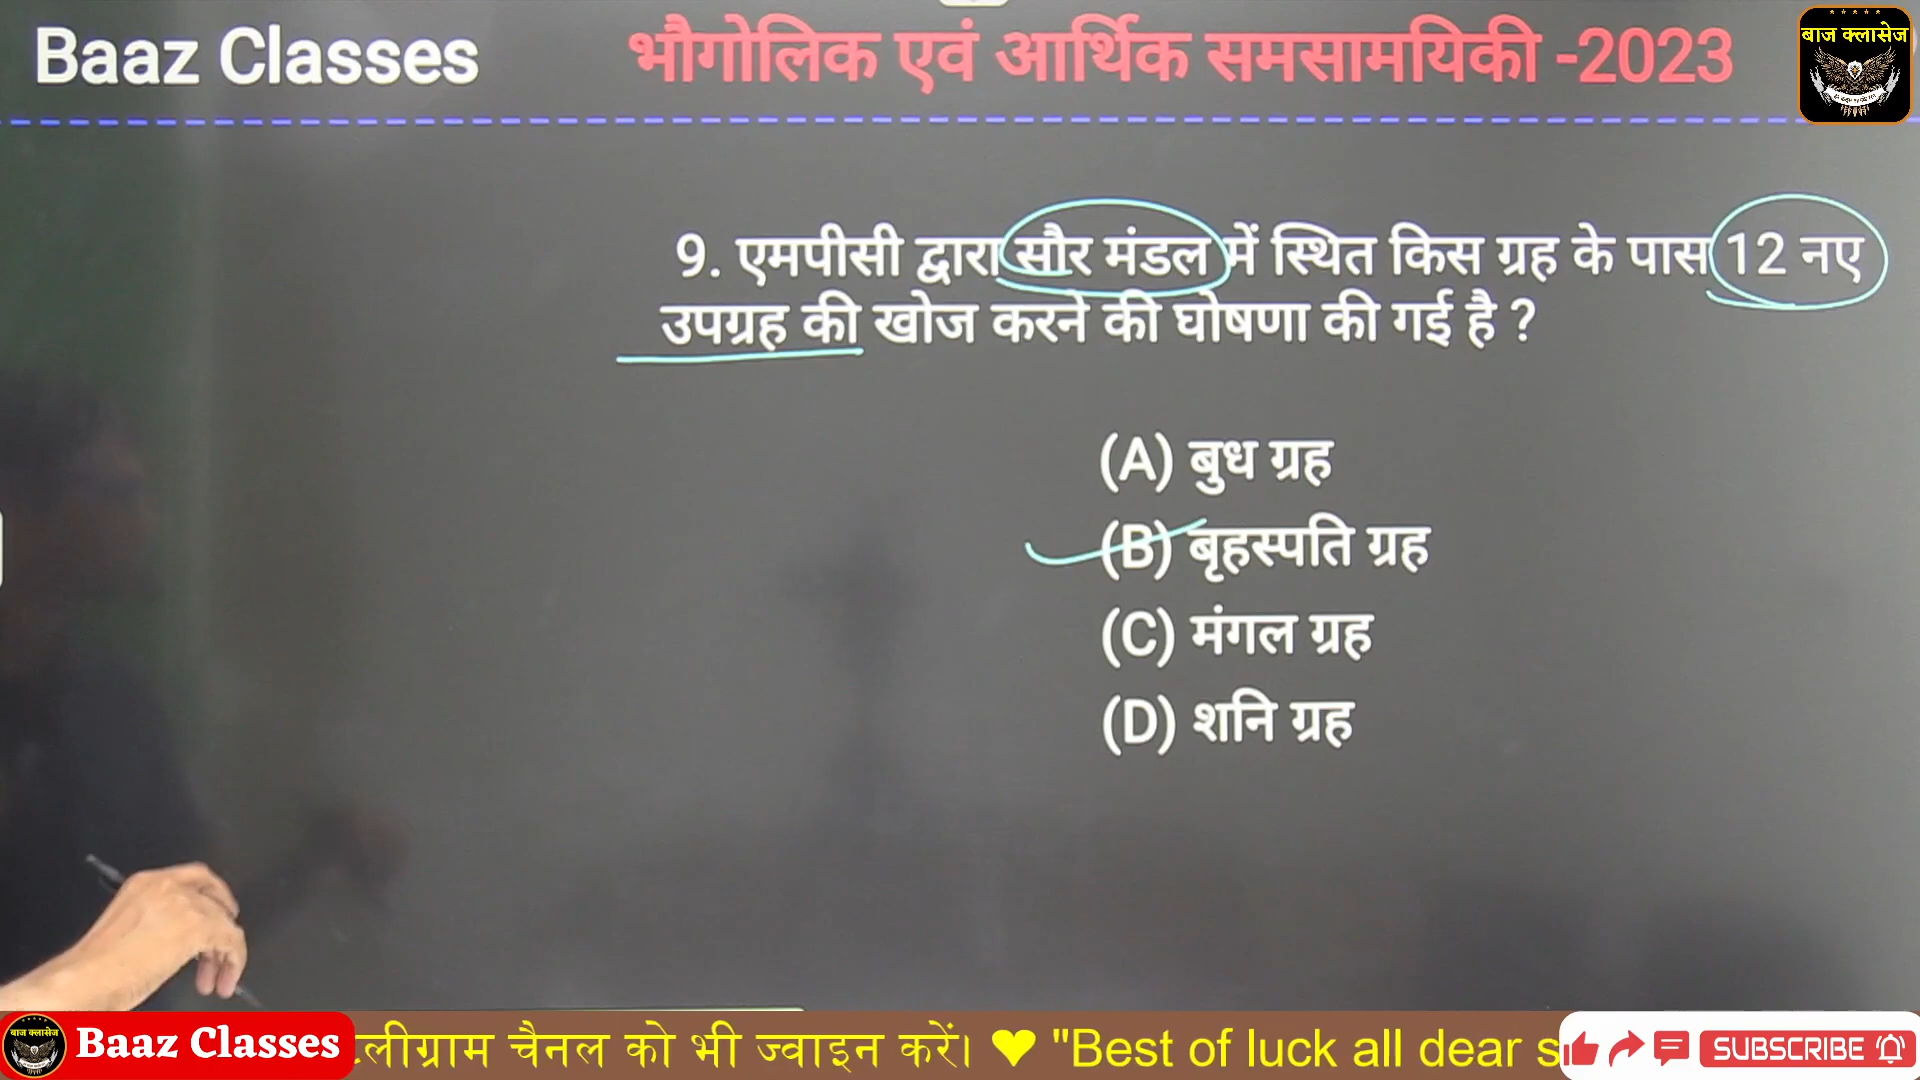 Baaz Classes
भौगोलिक एवं आर्थिक समसामयिकी -2023
बाज क्लासेज
9. एमपीसी द्वारा सौर मंडल में स्थित किस ग्रह के पास 12 नए
उपग्रह की खोज करने की घोषणा की गई है ?
(A) बुध ग्रह
(B) बृहस्पति ग्रह
(C) मंगल ग्रह
(D) शनि ग्रह
बाज क्लासेज
Baaz Classes
लीग्राम चैनल को भी ज्वाइन करें। ♥ "Best of luck all dear s
SUBSCRIBE